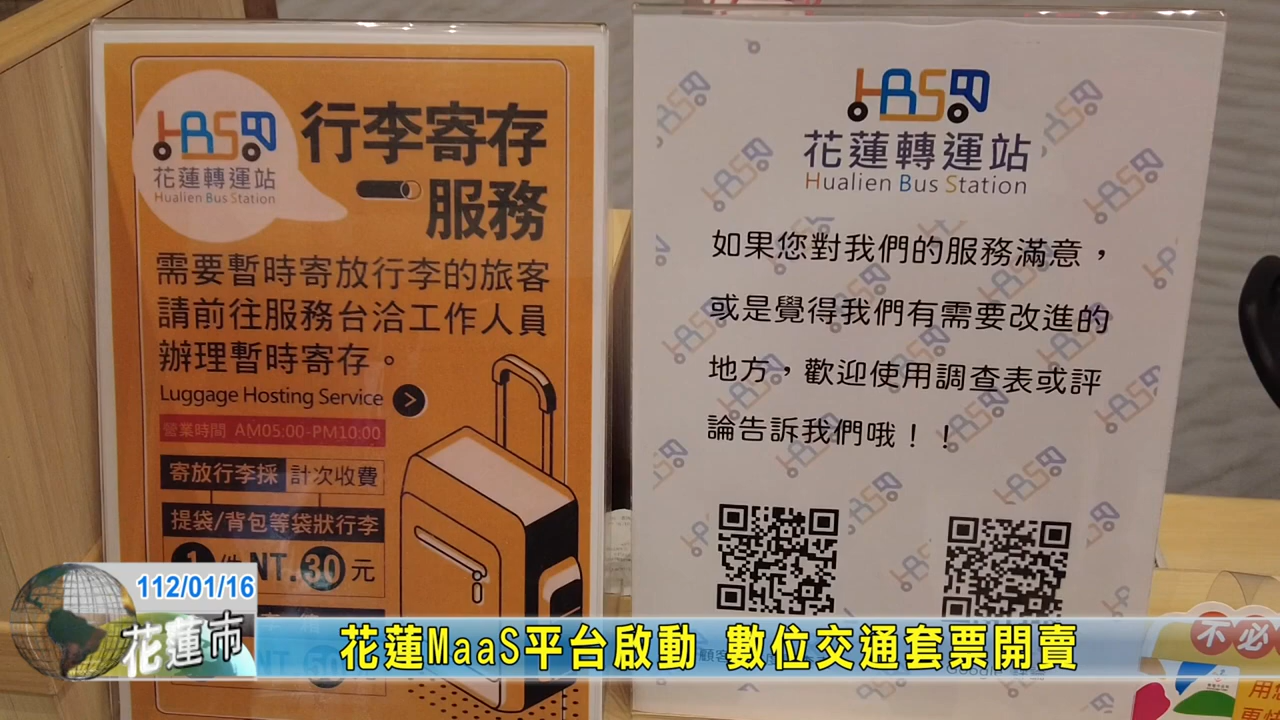 HBS
花蓮轉運站
Hualien Bus Station
行李寄存
服務
需要暫時寄放行李的旅客
請前往服務台洽工作人員
辦理暫時寄存。
Luggage Hosting Service
營業時間 AM05:00-PM10:00
寄放行李採 計次收費
提袋/背包等袋狀行李
1件 NT.30元
HBS
花蓮轉運站
Hualien Bus Station
如果您對我們的服務滿意，
或是覺得我們有需要改進的
地方，歡迎使用調查表或評
論告訴我們哦！！
不必
112/01/16
花蓮市
花蓮MaaS平台啟動 數位交通套票開賣